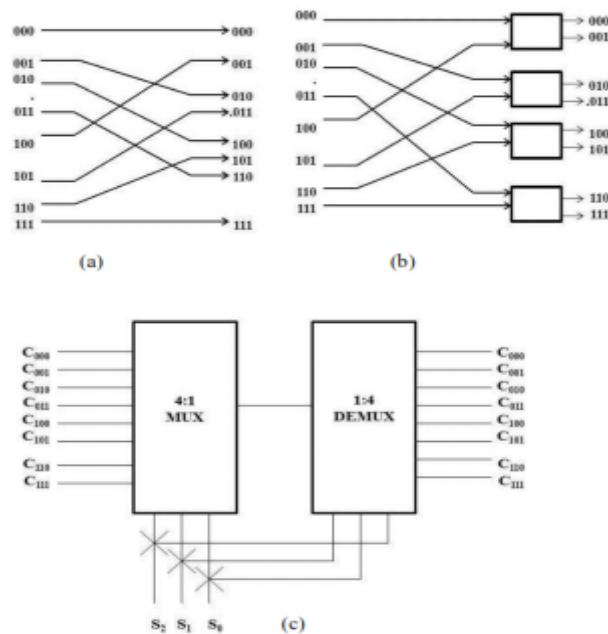 000 000
001 001
010 010
.
011 .011
100 100
101 101
110 110
111 111
(a)
000 000
001 001
010 010
.
011 .011
100 100
101 101
110 110
111 111
(b)
C000 C000
C001 C001
C010 C010
C011 C011
C100 C100
C101 C101
C110 C110
C111 C111
4:1
MUX
1:4
DEMUX
S2 S1 S0
(c)